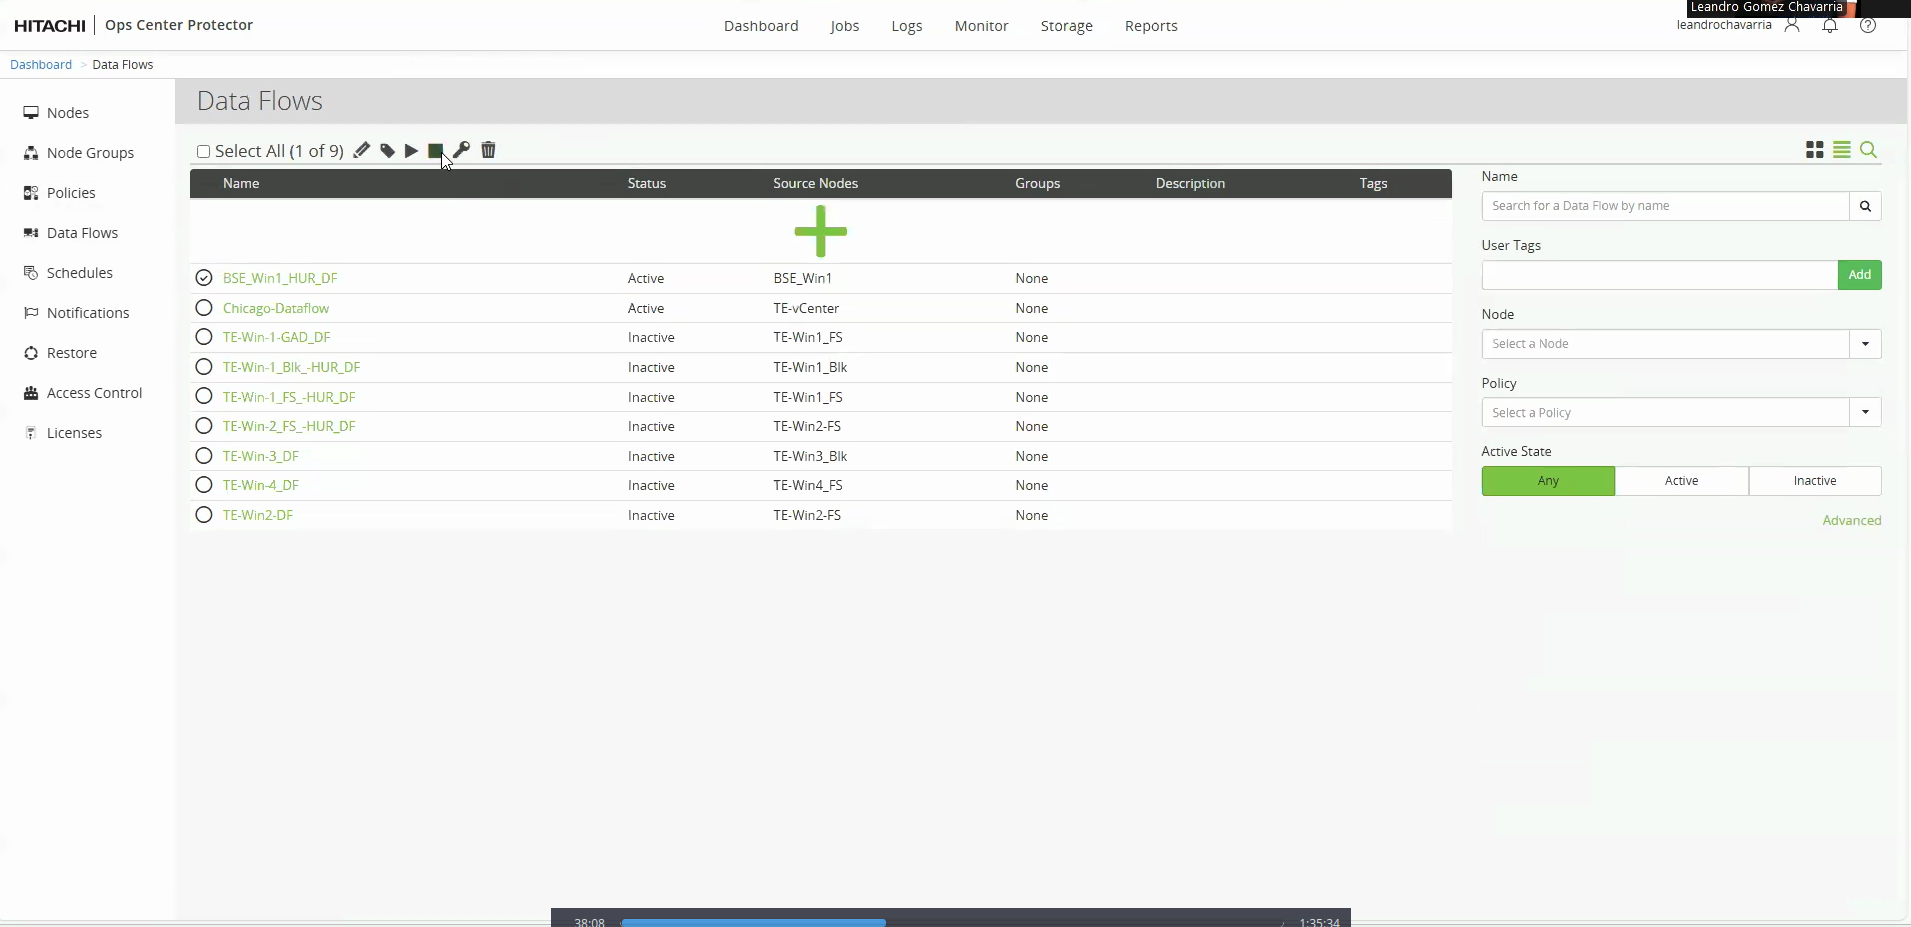 Leandro Gomez Chavarria
HITACHI | Ops Center Protector
Dashboard Jobs Logs Monitor Storage Reports
leandrochavarria
Dashboard > Data Flows
Nodes
Node Groups
Policies
Data Flows
Schedules
Notifications
Restore
Access Control
Licenses
Data Flows
Select All (1 of 9)
Name Status Source Nodes Groups Description Tags
BSE_Win1_HUR_DF Active BSE_Win1 None
Chicago-Dataflow Active TE-vCenter None
TE-Win-1-GAD_DF Inactive TE-Win1_FS None
TE-Win-1_Blk_-HUR_DF Inactive TE-Win1_Blk None
TE-Win-1_FS_-HUR_DF Inactive TE-Win1_FS None
TE-Win-2_FS_-HUR_DF Inactive TE-Win2-FS None
TE-Win-3_DF Inactive TE-Win3_Blk None
TE-Win-4_DF Inactive TE-Win4_FS None
TE-Win2-DF Inactive TE-Win2-FS None
Name
Search for a Data Flow by name
User Tags
Add
Node
Select a Node
Policy
Select a Policy
Active State
Any Active Inactive
Advanced
38:08 1:35:34